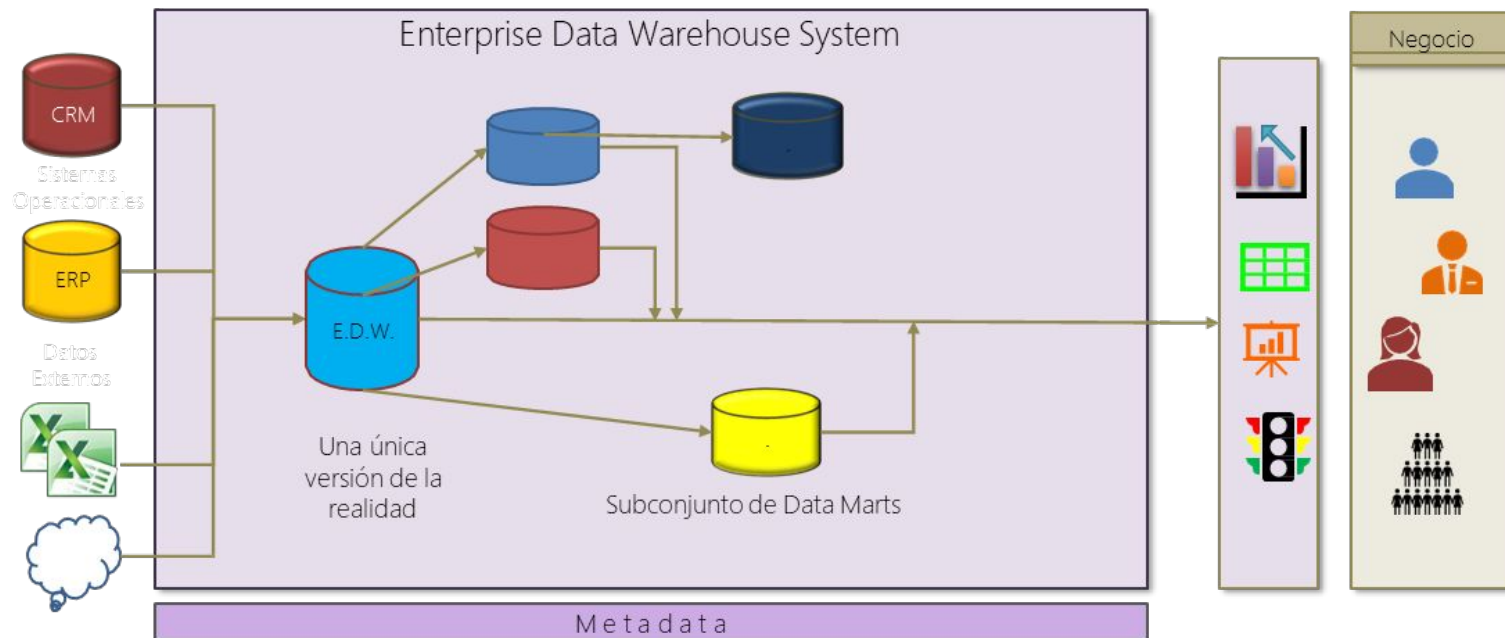 Enterprise Data Warehouse System
Negocio
CRM
Sistemas
Operacionales
ERP
E.D.W.
Datos
Externos
X
X
Una única
versión de la
realidad
Subconjunto de Data Marts
Metadata